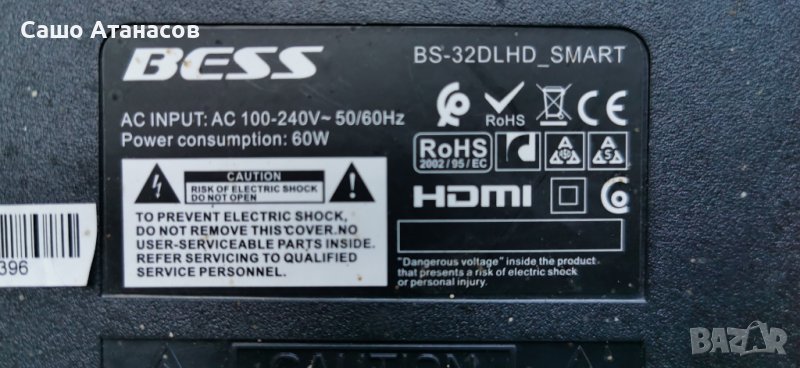 Сашо Атанасов
BESS
BS-32DLHD_SMART
AC INPUT: AC 100-240V~ 50/60Hz
Power consumption: 60W
RoHS
CE
RoHS
2002/95/EC
HDMI
CAUTION
RISK OF ELECTRIC SHOCK
DO NOT OPEN
TO PREVENT ELECTRIC SHOCK,
DO NOT REMOVE THIS COVER.NO
USER-SERVICEABLE PARTS INSIDE.
REFER SERVICING TO QUALIFIED
SERVICE PERSONNEL.
"Dangerous voltage" inside the product
that presents a risk of electric shock
or personal injury.
396
CAUTION
BAZAR